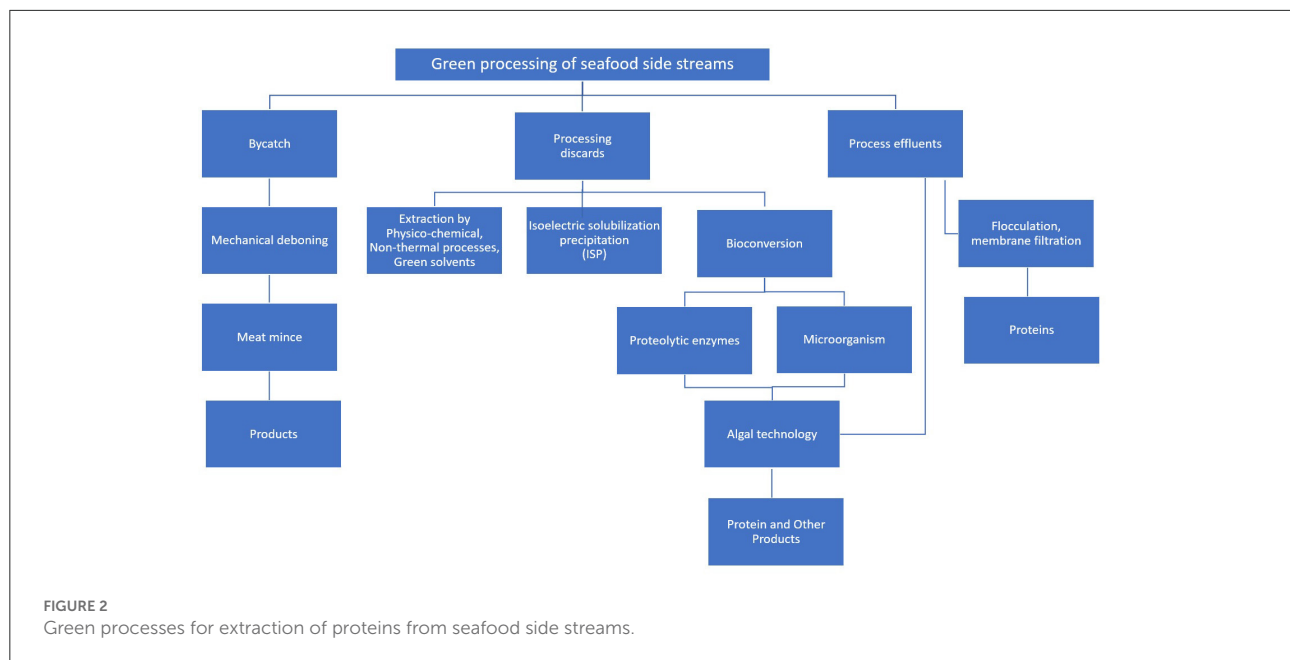 Green processing of seafood side streams
Bycatch
Processing
discards
Process effluents
Mechanical deboning
Extraction by
Physico-chemical,
Non-thermal processes,
Green solvents
Isoelectric solubilization
precipitation
(ISP)
Bioconversion
Flocculation,
membrane filtration
Meat mince
Proteolytic enzymes
Microorganism
Proteins
Products
Algal technology
Protein and Other
Products
FIGURE 2
Green processes for extraction of proteins from seafood side streams.